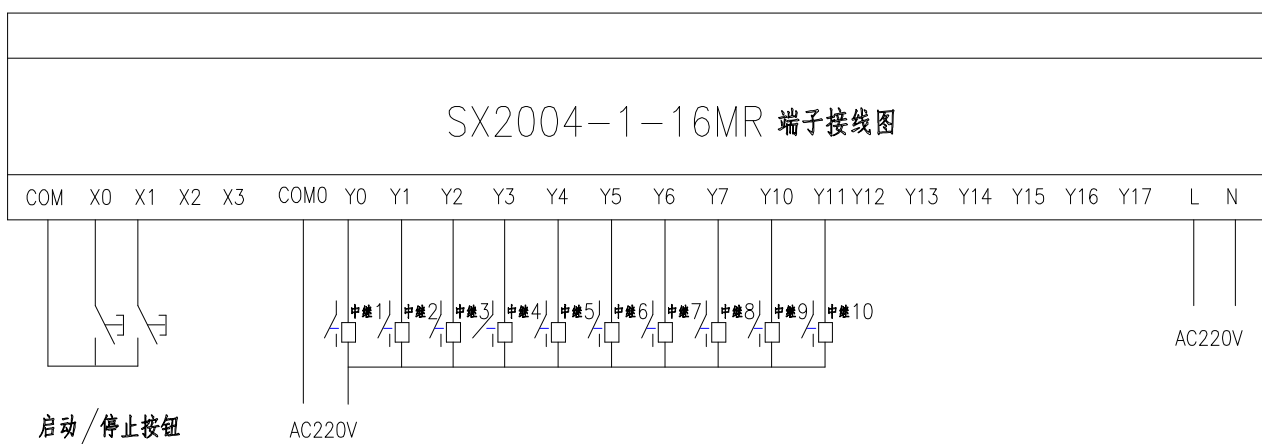 SX2004-1-16MR 端子接线图
COM X0 X1 X2 X3 COM0 Y0 Y1 Y2 Y3 Y4 Y5 Y6 Y7 Y10 Y11 Y12 Y13 Y14 Y15 Y16 Y17 L N
中继1 中继2 中继3 中继4 中继5 中继6 中继7 中继8 中继9 中继10
AC220V
启动/停止按钮 AC220V